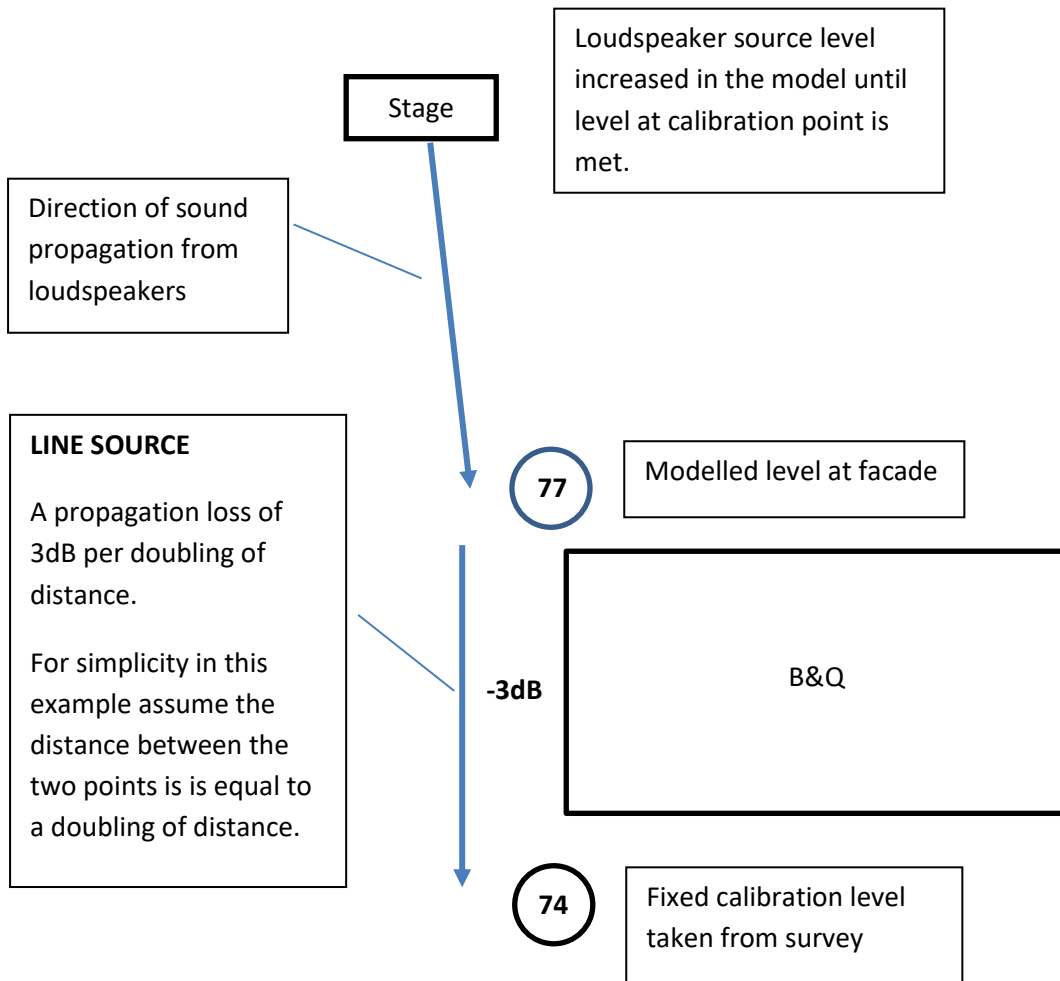 Loudspeaker source level
increased in the model until
level at calibration point is
met.
Stage
Direction of sound
propagation from
loudspeakers
LINE SOURCE
A propagation loss of
3dB per doubling of
distance.
For simplicity in this
example assume the
distance between the
two points is is equal to
a doubling of distance.
77
Modelled level at facade
-3dB
B&Q
74
Fixed calibration level
taken from survey